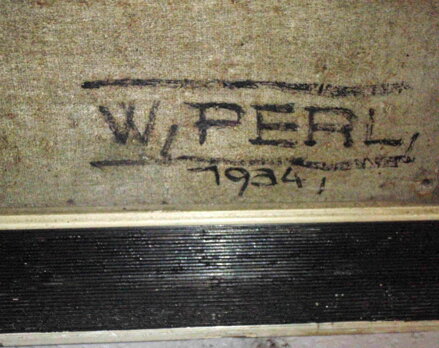 W, PERL,
1934,